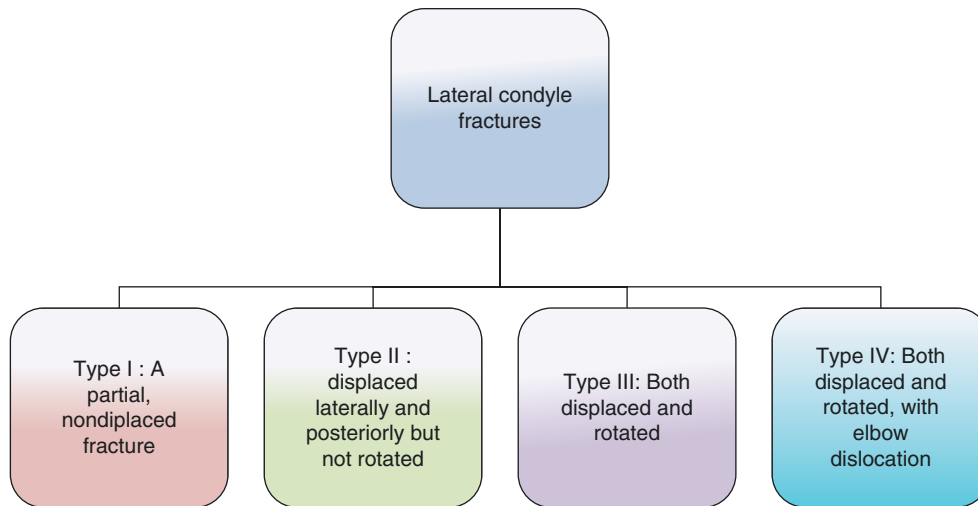 Lateral condyle
fractures
Type I : A
partial,
nondiplaced
fracture
Type II :
displaced
laterally and
posteriorly but
not rotated
Type III: Both
displaced and
rotated
Type IV: Both
displaced and
rotated, with
elbow
dislocation